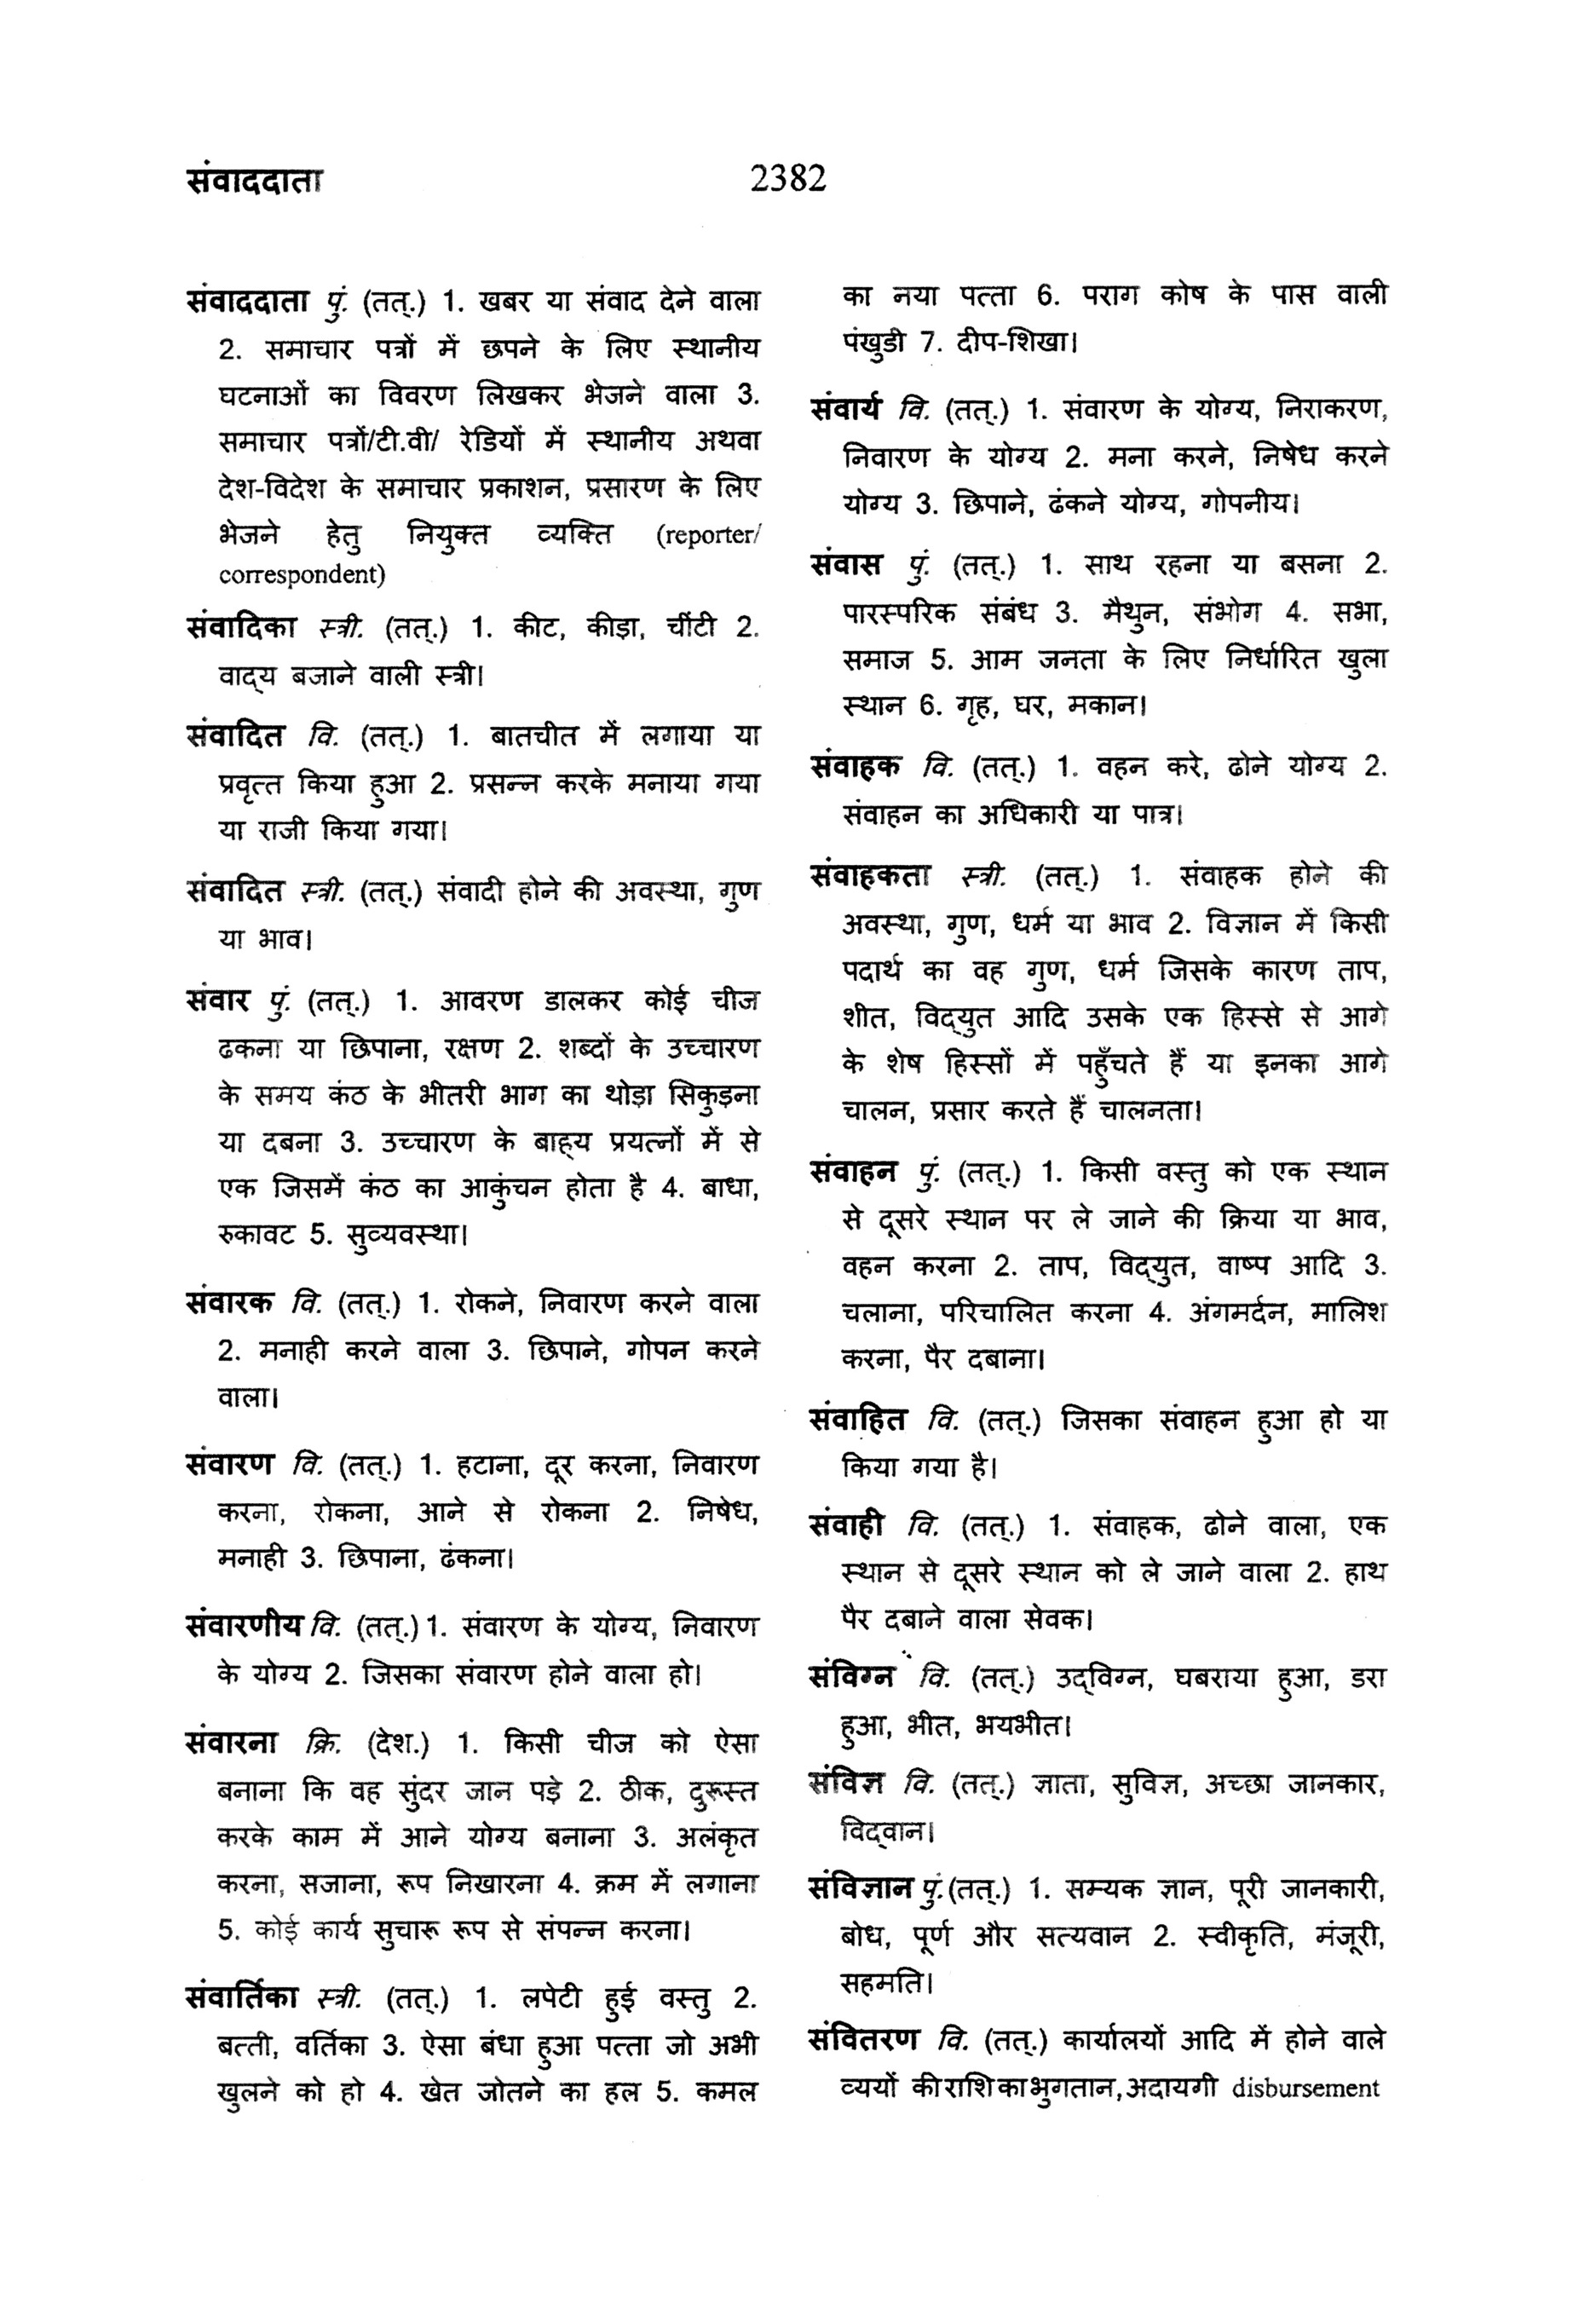 संवाददाता
2382
संवाददाता पुं. (तत्.) 1. खबर या संवाद देने वाला
2. समाचार पत्रों में छपने के लिए स्थानीय
घटनाओं का विवरण लिखकर भेजने वाला 3.
समाचार पत्रों/टी.वी/ रेडियों में स्थानीय अथवा
देश-विदेश के समाचार प्रकाशन, प्रसारण के लिए
भेजने हेतु नियुक्त व्यक्ति (reporter/
correspondent)
संवादिका स्त्री. (तत्.) 1. कीट, कीड़ा, चींटी 2.
वाद्‌य बजाने वाली स्त्री।
संवादित वि. (तत्.) 1. बातचीत में लगाया या
प्रवृत्त किया हुआ 2. प्रसन्न करके मनाया गया
या राजी किया गया।
संवादित स्त्री. (तत्.) संवादी होने की अवस्था, गुण
या भाव।
संवार पुं. (तत्.) 1. आवरण डालकर कोई चीज
ढकना या छिपाना, रक्षण 2. शब्दों के उच्चारण
के समय कंठ के भीतरी भाग का थोड़ा सिकुड़ना
या दबना 3. उच्चारण के बाह्‌य प्रयत्नों में से
एक जिसमें कंठ का आकुंचन होता है 4. बाधा,
रुकावट 5. सुव्यवस्था।
संवारक वि. (तत्.) 1. रोकने, निवारण करने वाला
2. मनाही करने वाला 3. छिपाने, गोपन करने
वाला।
संवारण वि. (तत्.) 1. हटाना, दूर करना, निवारण
करना, रोकना, आने से रोकना 2. निषेध,
मनाही 3. छिपाना, ढंकना।
संवारणीय वि. (तत्.) 1. संवारण के योग्य, निवारण
के योग्य 2. जिसका संवारण होने वाला हो।
संवारना क्रि. (देश.) 1. किसी चीज को ऐसा
बनाना कि वह सुंदर जान पड़े 2. ठीक, दुरूस्त
करके काम में आने योग्य बनाना 3. अलंकृत
करना, सजाना, रूप निखारना 4. क्रम में लगाना
5. कोई कार्य सुचारू रूप से संपन्न करना।
संवार्तिका स्त्री. (तत्.) 1. लपेटी हुई वस्तु 2.
बत्ती, वर्तिका 3. ऐसा बंधा हुआ पत्ता जो अभी
खुलने को हो 4. खेत जोतने का हल 5. कमल
का नया पत्ता 6. पराग कोष के पास वाली
पंखुडी 7. दीप-शिखा।
संवार्य वि. (तत्.) 1. संवारण के योग्य, निराकरण,
निवारण के योग्य 2. मना करने, निषेध करने
योग्य 3. छिपाने, ढंकने योग्य, गोपनीय।
संवास पुं. (तत्.) 1. साथ रहना या बसना 2.
पारस्परिक संबंध 3. मैथुन, संभोग 4. सभा,
समाज 5. आम जनता के लिए निर्धारित खुला
स्थान 6. गृह, घर, मकान।
संवाहक वि. (तत्.) 1. वहन करे, ढोने योग्य 2.
संवाहन का अधिकारी या पात्र।
संवाहकता स्त्री. (तत्.) 1. संवाहक होने की
अवस्था, गुण, धर्म या भाव 2. विज्ञान में किसी
पदार्थ का वह गुण, धर्म जिसके कारण ताप,
शीत, विद्‌युत आदि उसके एक हिस्से से आगे
के शेष हिस्सों में पहुँचते हैं या इनका आगे
चालन, प्रसार करते हैं चालनता।
संवाहन पुं. (तत्.) 1. किसी वस्तु को एक स्थान
से दूसरे स्थान पर ले जाने की क्रिया या भाव,
वहन करना 2. ताप, विद्‌युत, वाष्प आदि 3.
चलाना, परिचालित करना 4. अंगमर्दन, मालिश
करना, पैर दबाना।
संवाहित वि. (तत्.) जिसका संवाहन हुआ हो या
किया गया है।
संवाही वि. (तत्.) 1. संवाहक, ढोने वाला, एक
स्थान से दूसरे स्थान को ले जाने वाला 2. हाथ
पैर दबाने वाला सेवक।
संविग्न वि. (तत्.) उद्‌विग्न, घबराया हुआ, डरा
हुआ, भीत, भयभीत।
संविज्ञ वि. (तत्.) ज्ञाता, सुविज्ञ, अच्छा जानकार,
विद्‌वान।
संविज्ञान पुं. (तत्.) 1. सम्यक ज्ञान, पूरी जानकारी,
बोध, पूर्ण और सत्यवान 2. स्वीकृति, मंजूरी,
सहमति।
संवितरण वि. (तत्.) कार्यालयों आदि में होने वाले
व्ययों की राशि का भुगतान, अदायगी disbursement